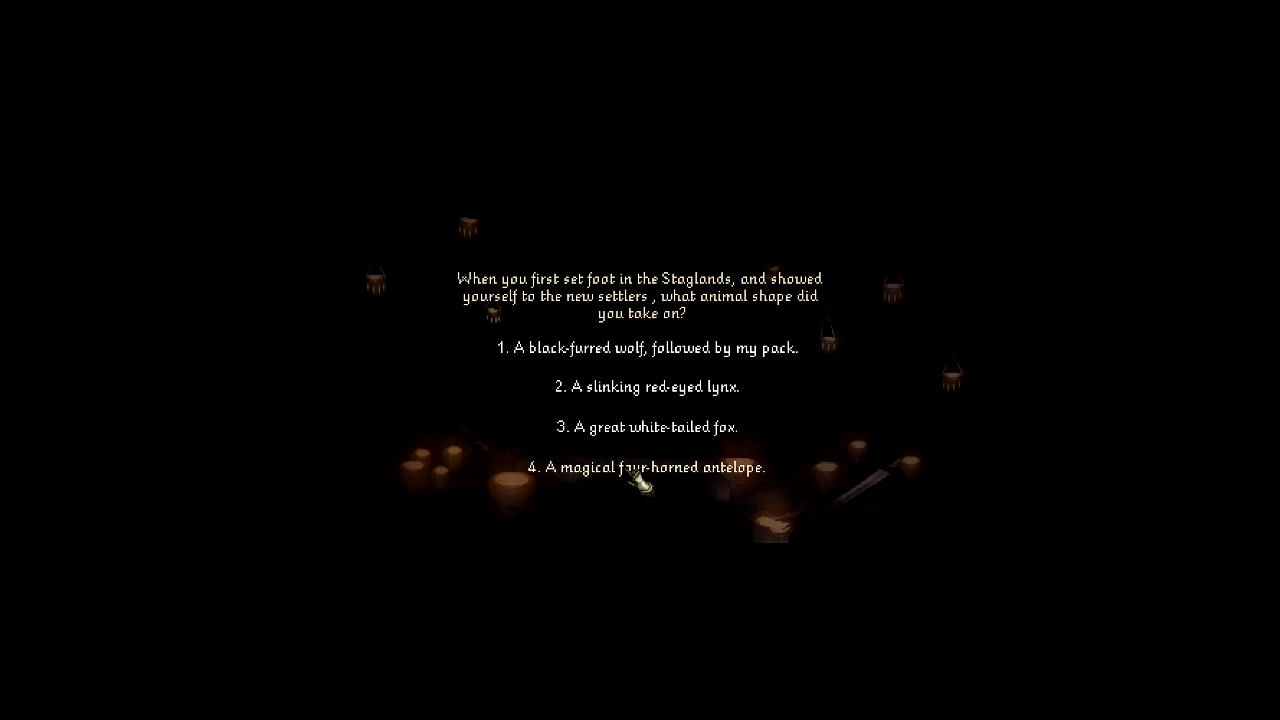 When you first set foot in the Staglands, and showed
yourself to the new settlers , what animal shape did
you take on?
1. A black-furred wolf, followed by my pack.
2. A slinking red-eyed lynx.
3. A great white-tailed fox.
4. A magical four-horned antelope.